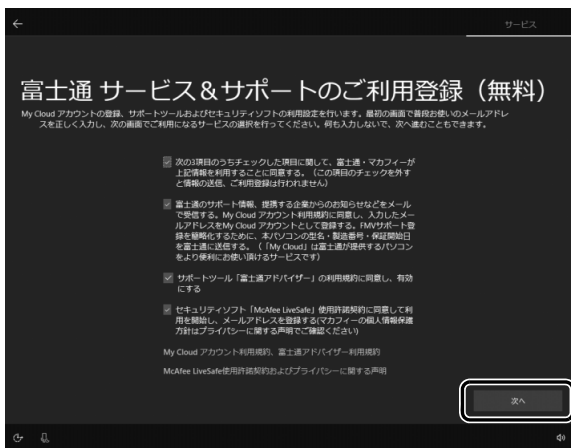 サービス
富士通 サービス＆サポートのご利用登録（無料）
My Cloud アカウントの登録、サポートツールおよびセキュリティソフトの利用設定を行います。最初の画面で普段お使いのメールアドレ
スを正しく入力し、次の画面でご利用になるサービスの選択を行ってください。何も入力しないで、次へ進むこともできます。
次の3項目のうちチェックした項目に関して、富士通・マカフィーが
上記情報を利用することに同意する。（この項目のチェックを外す
と情報の送信、ご利用登録は行われません）
富士通のサポート情報、提携する企業からのお知らせなどをメール
で受信する。My Cloud アカウント利用規約に同意し、入力したメー
ルアドレスをMy Cloud アカウントとして登録する。FMVサポート登
録を簡略化するために、本パソコンの型名・製造番号・保証開始日
を富士通に送信する。（「My Cloud」は富士通が提供するパソコン
をより便利にお使い頂けるサービスです）
サポートツール「富士通アドバイザー」の利用規約に同意し、有効
にする
セキュリティソフト「McAfee LiveSafe」使用許諾契約に同意して利
用を開始し、メールアドレスを登録する(マカフィーの個人情報保護
方針はプライバシーに関する声明でご確認ください)
My Cloud アカウント利用規約、富士通アドバイザー利用規約
McAfee LiveSafe使用許諾契約およびプライバシーに関する声明
次へ